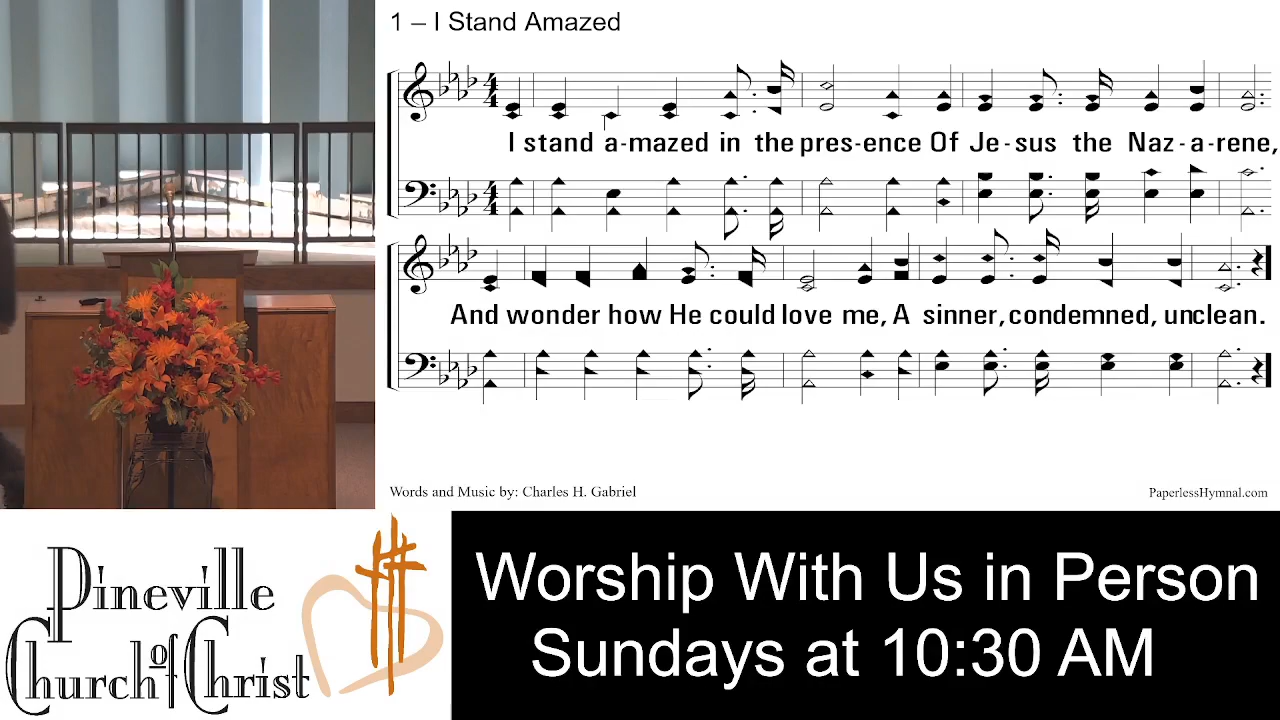 1 – I Stand Amazed
I stand a-mazed in the pres-ence Of Je-sus the Naz-a-rene,
And wonder how He could love me, A sinner, condemned, unclean.
Words and Music by: Charles H. Gabriel
PaperlessHymnal.com
Pineville
Church of Christ
Worship With Us in Person
Sundays at 10:30 AM